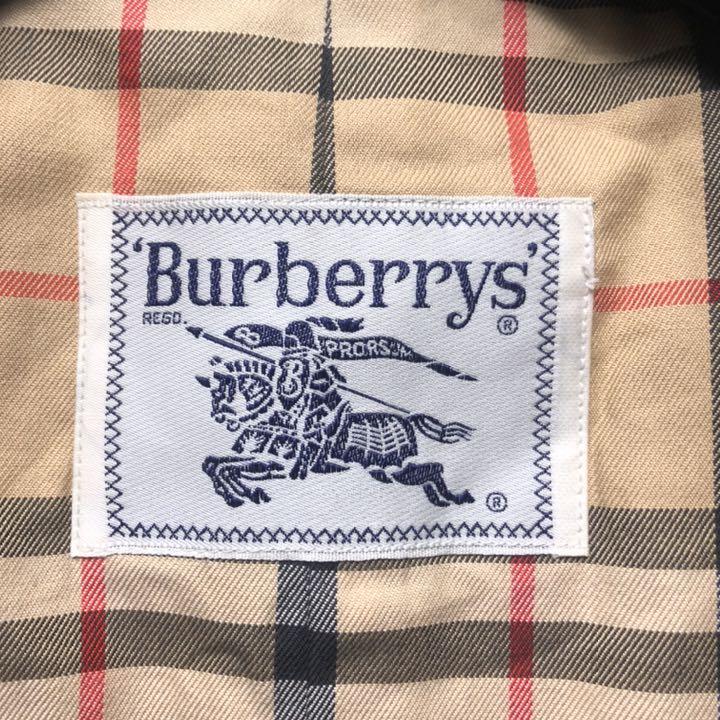 'Burberrys'
REGD. ®
B PRORSUM
B
®